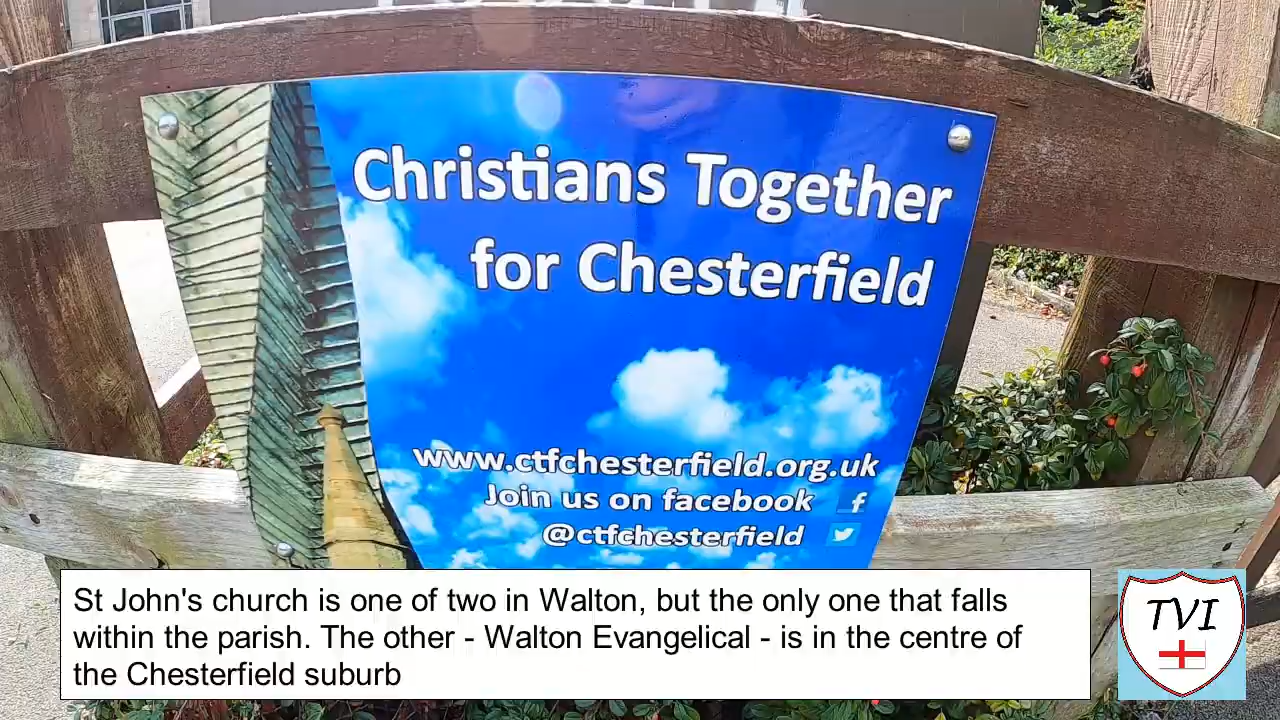 Christians Together
for Chesterfield
www.ctfchesterfield.org.uk
Join us on facebook f
@ctfchesterfield
St John's church is one of two in Walton, but the only one that falls
within the parish. The other - Walton Evangelical - is in the centre of
the Chesterfield suburb
TVI